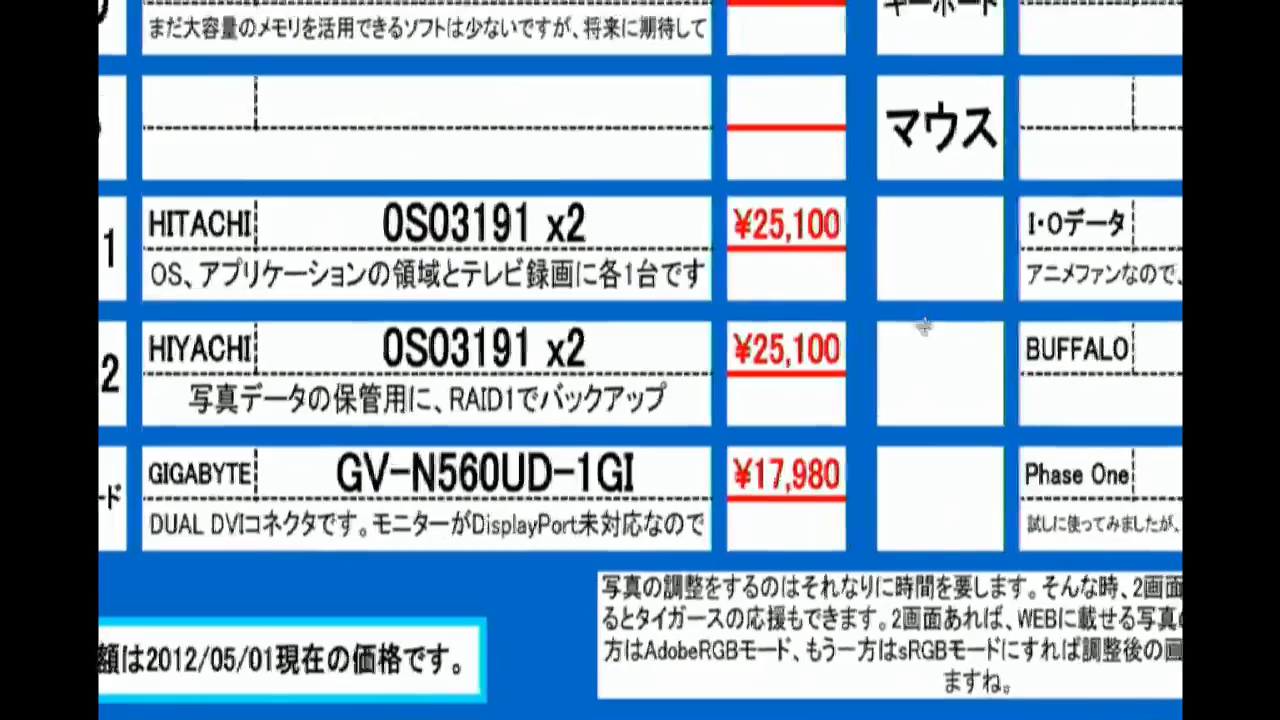 キーボード
まだ大容量のメモリを活用できるソフトは少ないですが、将来に期待して
マウス
1
HITACHI
0S03191 x2
¥25,100
I・Oデータ
OS、アプリケーションの領域とテレビ録画に各1台です
アニメファンなので、
2
HIYACHI
0S03191 x2
¥25,100
BUFFALO
写真データの保管用に、RAID1でバックアップ
ード
GIGABYTE
GV-N560UD-1GI
¥17,980
Phase One
DUAL DVIコネクタです。モニターがDisplayPort未対応なので
試しに使ってみましたが、
写真の調整をするのはそれなりに時間を要します。そんな時、2画面
るとタイガースの応援もできます。2画面あれば、WEBに載せる写真
方はAdobeRGBモード、もう一方はsRGBモードにすれば調整後の画
ますね。
額は2012/05/01現在の価格です。